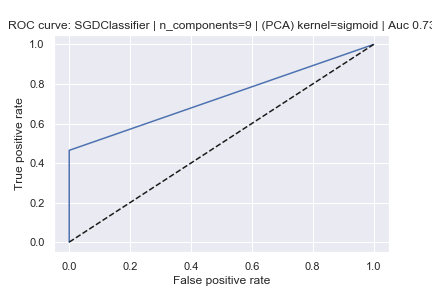 ROC curve: SGDClassifier | n_components=9 | (PCA) kernel=sigmoid | Auc 0.73
1.0
0.8
0.6
0.4
0.2
0.0
True positive rate
0.0 0.2 0.4 0.6 0.8 1.0
False positive rate